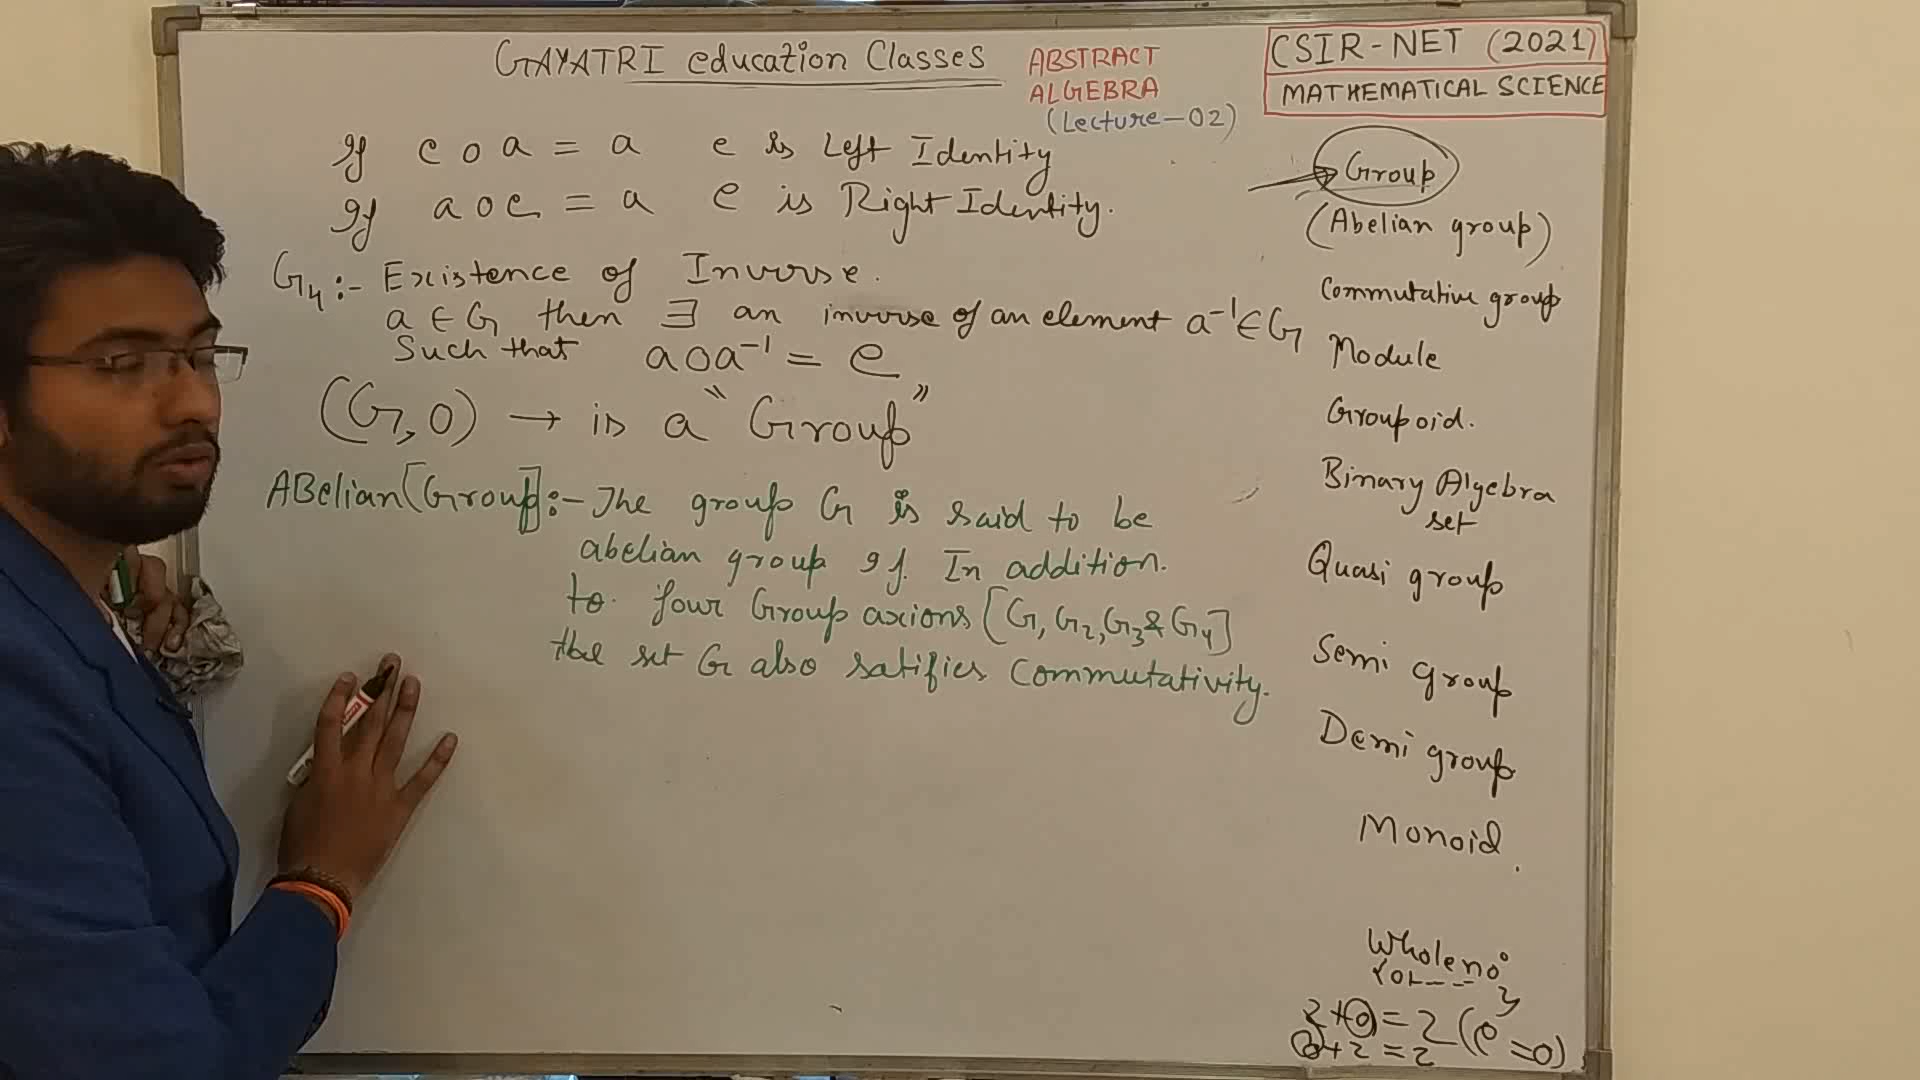 GAYATRI education Classes
ABSTRACT
ALGEBRA
(Lecture-02)
CSIR-NET (2021)
MATHEMATICAL SCIENCE
If e o a = a e is Left Identity
If a o e = a e is Right Identity.
G4:- Existence of Inverse.
a ∈ G then ∃ an inverse of an element a⁻¹ ∈ G
Such that a o a⁻¹ = e
(G, o) → is a "Group"
ABelian [Group]:- The group G is said to be
abelian group If In addition.
to four Group axions [G, G2, G3 & G4]
the set G also satifies commutativity.
Group
(Abelian group)
Commutative group
Module
Groupoid.
Binary Algebra
set
Quasi group
Semi group
Demi group
Monoid.
Whole no
2+0=2 (e=0)
0+2=2